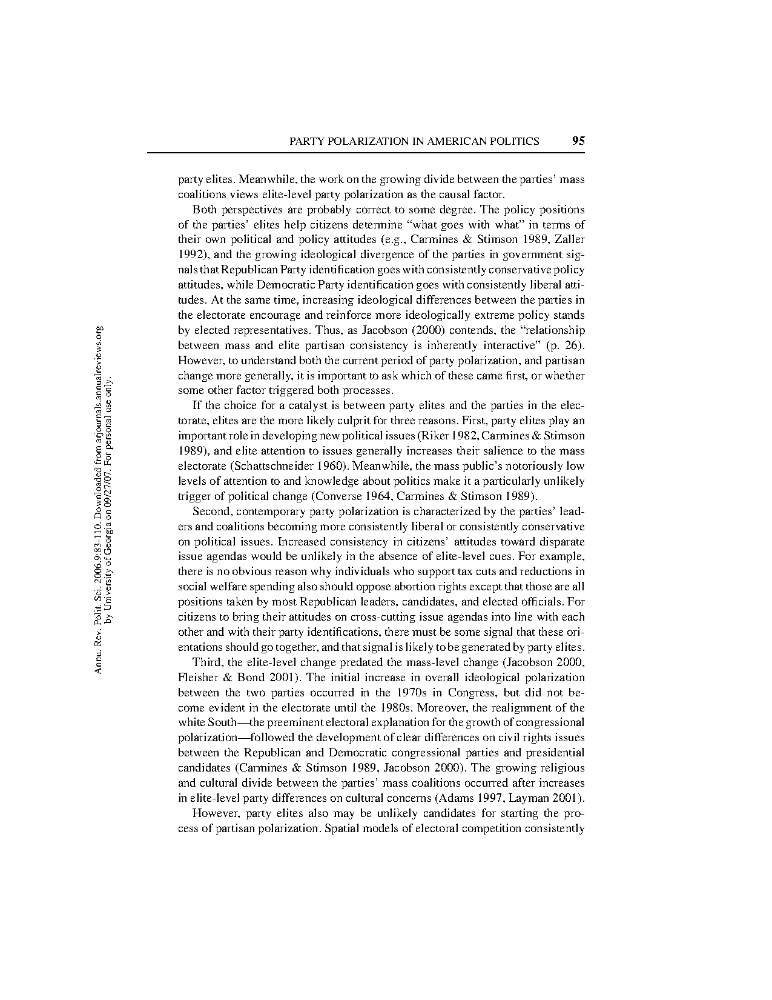 PARTY POLARIZATION IN AMERICAN POLITICS 95
party elites. Meanwhile, the work on the growing divide between the parties’ mass
coalitions views elite-level party polarization as the causal factor.
Both perspectives are probably correct to some degree. The policy positions
of the parties’ elites help citizens determine “what goes with what” in terms of
their own political and policy attitudes (e.g., Carmines & Stimson 1989, Zaller
1992), and the growing ideological divergence of the parties in government sig-
nals that Republican Party identification goes with consistently conservative policy
attitudes, while Democratic Party identification goes with consistently liberal atti-
tudes. At the same time, increasing ideological differences between the parties in
the electorate encourage and reinforce more ideologically extreme policy stands
by elected representatives. Thus, as Jacobson (2000) contends, the “relationship
between mass and elite partisan consistency is inherently interactive” (p. 26).
However, to understand both the current period of party polarization, and partisan
change more generally, it is important to ask which of these came first, or whether
some other factor triggered both processes.
If the choice for a catalyst is between party elites and the parties in the elec-
torate, elites are the more likely culprit for three reasons. First, party elites play an
important role in developing new political issues (Riker 1982, Carmines & Stimson
1989), and elite attention to issues generally increases their salience to the mass
electorate (Schattschneider 1960). Meanwhile, the mass public’s notoriously low
levels of attention to and knowledge about politics make it a particularly unlikely
trigger of political change (Converse 1964, Carmines & Stimson 1989).
Second, contemporary party polarization is characterized by the parties’ lead-
ers and coalitions becoming more consistently liberal or consistently conservative
on political issues. Increased consistency in citizens’ attitudes toward disparate
issue agendas would be unlikely in the absence of elite-level cues. For example,
there is no obvious reason why individuals who support tax cuts and reductions in
social welfare spending also should oppose abortion rights except that those are all
positions taken by most Republican leaders, candidates, and elected officials. For
citizens to bring their attitudes on cross-cutting issue agendas into line with each
other and with their party identifications, there must be some signal that these ori-
entations should go together, and that signal is likely to be generated by party elites.
Third, the elite-level change predated the mass-level change (Jacobson 2000,
Fleisher & Bond 2001). The initial increase in overall ideological polarization
between the two parties occurred in the 1970s in Congress, but did not be-
come evident in the electorate until the 1980s. Moreover, the realignment of the
white South—the preeminent electoral explanation for the growth of congressional
polarization—followed the development of clear differences on civil rights issues
between the Republican and Democratic congressional parties and presidential
candidates (Carmines & Stimson 1989, Jacobson 2000). The growing religious
and cultural divide between the parties’ mass coalitions occurred after increases
in elite-level party differences on cultural concerns (Adams 1997, Layman 2001).
However, party elites also may be unlikely candidates for starting the pro-
cess of partisan polarization. Spatial models of electoral competition consistently
Annu. Rev. Polit. Sci. 2006.9:83-110. Downloaded from arjournals.annualreviews.org
by University of Georgia on 09/27/07. For personal use only.